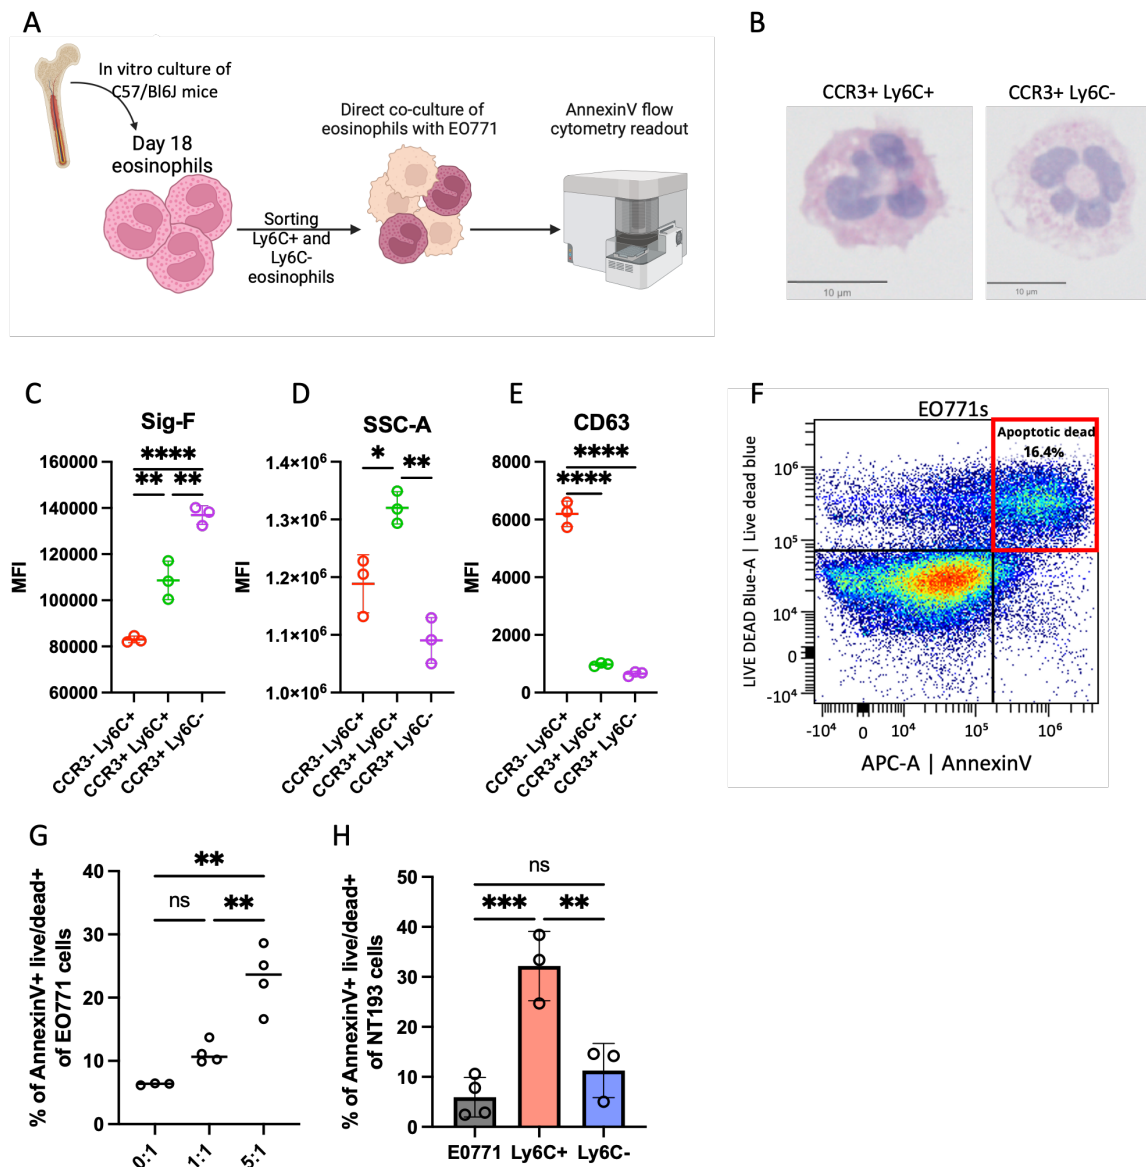 A
In vitro culture of
C57/Bl6J mice
Day 18
eosinophils
Sorting
Ly6C+ and
Ly6C-
eosinophils
Direct co-culture of
eosinophils with EO771
AnnexinV flow
cytometry readout
B
CCR3+ Ly6C+
CCR3+ Ly6C-
10 µm
10 µm
C
Sig-F
****
** **
MFI
160000
140000
120000
100000
80000
60000
CCR3- Ly6C+
CCR3+ Ly6C+
CCR3+ Ly6C-
D
SSC-A
* **
MFI
1.4×10⁶
1.3×10⁶
1.2×10⁶
1.1×10⁶
1.0×10⁶
CCR3- Ly6C+
CCR3+ Ly6C+
CCR3+ Ly6C-
E
CD63
****
****
MFI
8000
6000
4000
2000
0
CCR3- Ly6C+
CCR3+ Ly6C+
CCR3+ Ly6C-
F
EO771s
Apoptotic dead
16.4%
LIVE DEAD Blue-A | Live dead blue
10⁶
10⁵
10⁴
0
-10⁴
-10⁴ 0 10⁴ 10⁵ 10⁶
APC-A | AnnexinV
G
% of AnnexinV+ live/dead+
of EO771 cells
**
ns **
40
30
20
10
0
0:1 1:1 5:1
H
% of AnnexinV+ live/dead+
of NT193 cells
ns
*** **
50
40
30
20
10
0
E0771 Ly6C+ Ly6C-